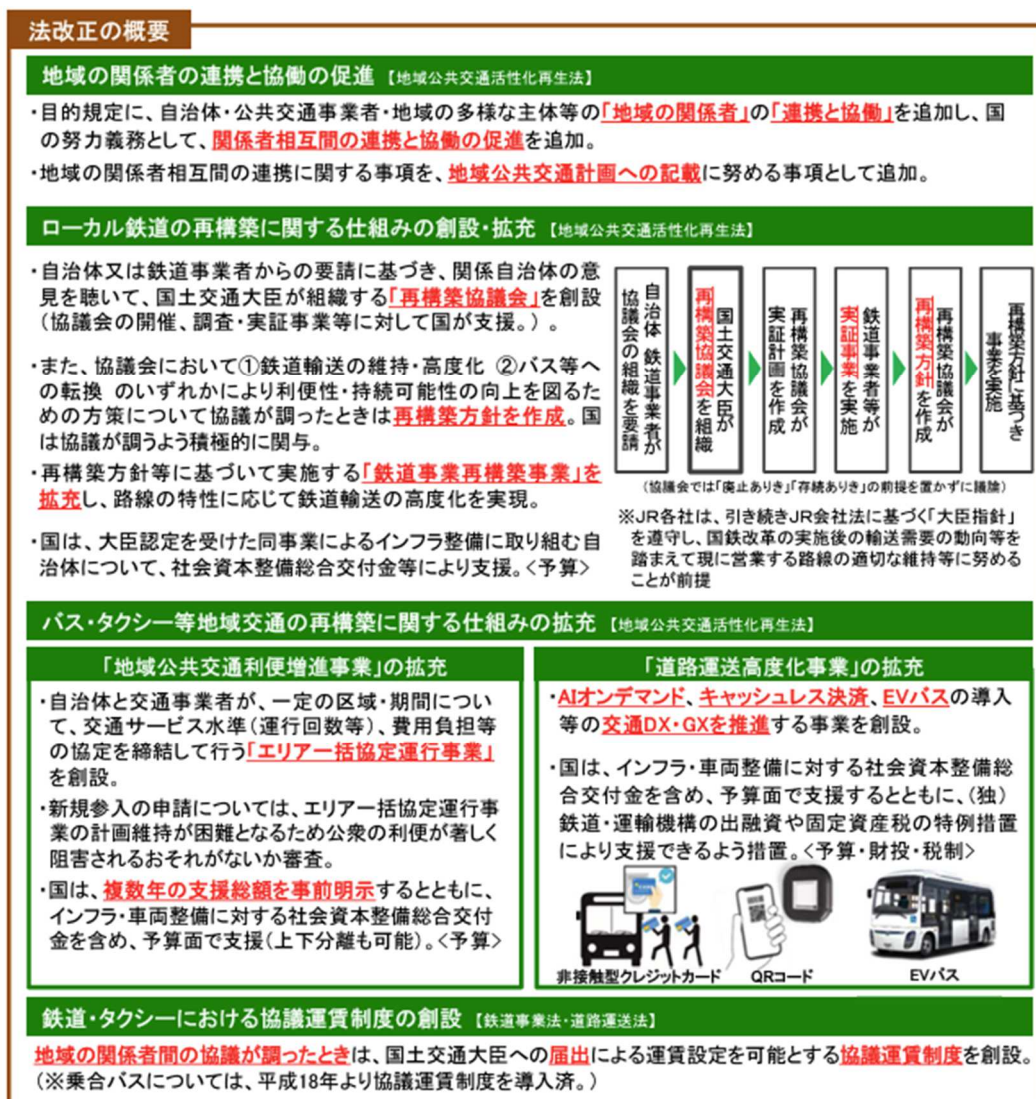 法改正の概要
地域の関係者の連携と協働の促進 【地域公共交通活性化再生法】
・目的規定に、自治体・公共交通事業者・地域の多様な主体等の「地域の関係者」の「連携と協働」を追加し、国
の努力義務として、関係者相互間の連携と協働の促進を追加。
・地域の関係者相互間の連携に関する事項を、地域公共交通計画への記載に努める事項として追加。
ローカル鉄道の再構築に関する仕組みの創設・拡充 【地域公共交通活性化再生法】
・自治体又は鉄道事業者からの要請に基づき、関係自治体の意
見を聴いて、国土交通大臣が組織する「再構築協議会」を創設
（協議会の開催、調査・実証事業等に対して国が支援。）。
・また、協議会において①鉄道輸送の維持・高度化 ②バス等へ
の転換 のいずれかにより利便性・持続可能性の向上を図るた
めの方策について協議が調ったときは再構築方針を作成。国
は協議が調うよう積極的に関与。
・再構築方針等に基づいて実施する「鉄道事業再構築事業」を
拡充し、路線の特性に応じて鉄道輸送の高度化を実現。
・国は、大臣認定を受けた同事業によるインフラ整備に取り組む自
治体について、社会資本整備総合交付金等により支援。＜予算＞
自治体 鉄道事業者が
協議会の組織を要請
国土交通大臣が
再構築協議会を組織
再構築協議会が
実証計画を作成
鉄道事業者等が
実証事業を実施
再構築協議会が
再構築方針を作成
再構築方針に基づき
事業を実施
（協議会では「廃止ありき」「存続ありき」の前提を置かずに議論）
※JR各社は、引き続きJR会社法に基づく「大臣指針」
を遵守し、国鉄改革の実施後の輸送需要の動向等を
踏まえて現に営業する路線の適切な維持等に努める
ことが前提
バス・タクシー等地域交通の再構築に関する仕組みの拡充 【地域公共交通活性化再生法】
「地域公共交通利便増進事業」の拡充
・自治体と交通事業者が、一定の区域・期間につい
て、交通サービス水準（運行回数等）、費用負担等
の協定を締結して行う「エリア一括協定運行事業」
を創設。
・新規参入の申請については、エリア一括協定運行事
業の計画維持が困難となるため公衆の利便が著しく
阻害されるおそれがないか審査。
・国は、複数年の支援総額を事前明示するとともに、
インフラ・車両整備に対する社会資本整備総合交付
金を含め、予算面で支援（上下分離も可能）。＜予算＞
「道路運送高度化事業」の拡充
・AIオンデマンド、キャッシュレス決済、EVバスの導入
等の交通DX・GXを推進する事業を創設。
・国は、インフラ・車両整備に対する社会資本整備総
合交付金を含め、予算面で支援するとともに、（独）
鉄道・運輸機構の出融資や固定資産税の特例措置
により支援できるよう措置。＜予算・財投・税制＞
非接触型クレジットカード
QRコード
EVバス
鉄道・タクシーにおける協議運賃制度の創設 【鉄道事業法・道路運送法】
地域の関係者間の協議が調ったときは、国土交通大臣への届出による運賃設定を可能とする協議運賃制度を創設。
（※乗合バスについては、平成18年より協議運賃制度を導入済。）